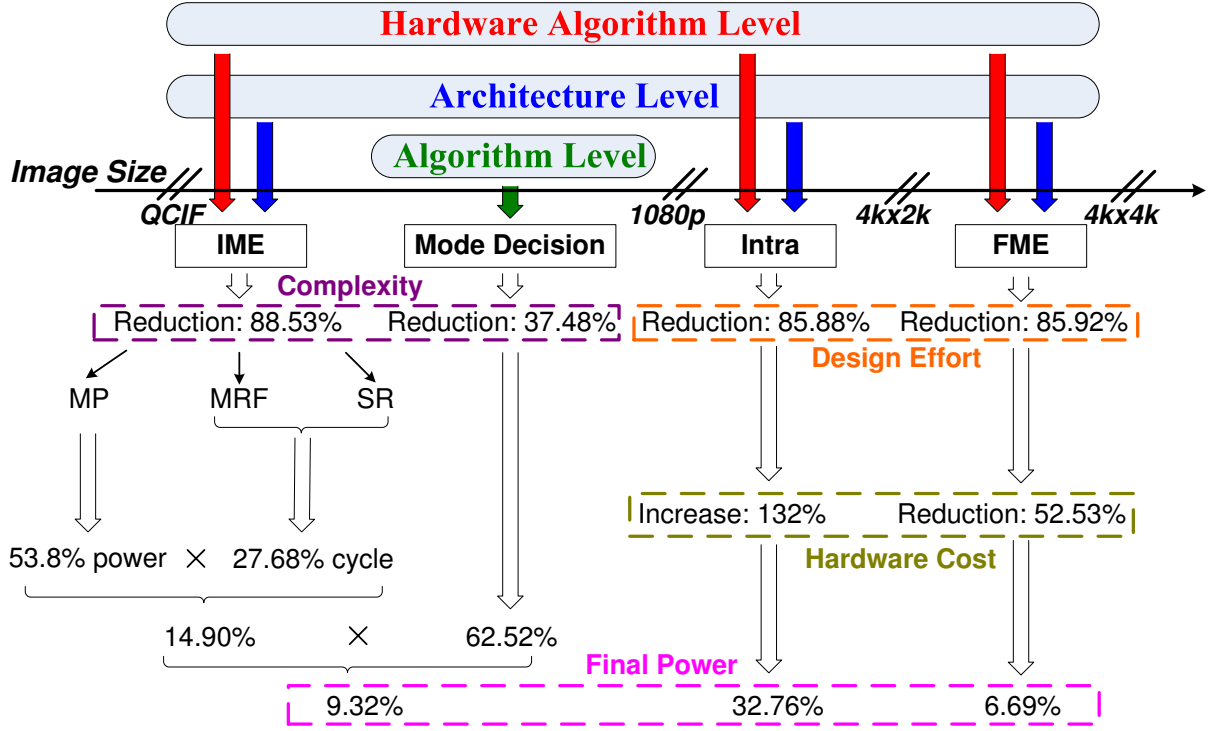 Hardware Algorithm Level
Architecture Level
Algorithm Level
Image Size
QCIF
1080p
4kx2k
4kx4k
IME
Mode Decision
Intra
FME
Complexity
Reduction: 88.53%
Reduction: 37.48%
Reduction: 85.88%
Reduction: 85.92%
Design Effort
MP
MRF
SR
Increase: 132%
Reduction: 52.53%
Hardware Cost
53.8% power × 27.68% cycle
14.90% × 62.52%
Final Power
9.32%
32.76%
6.69%